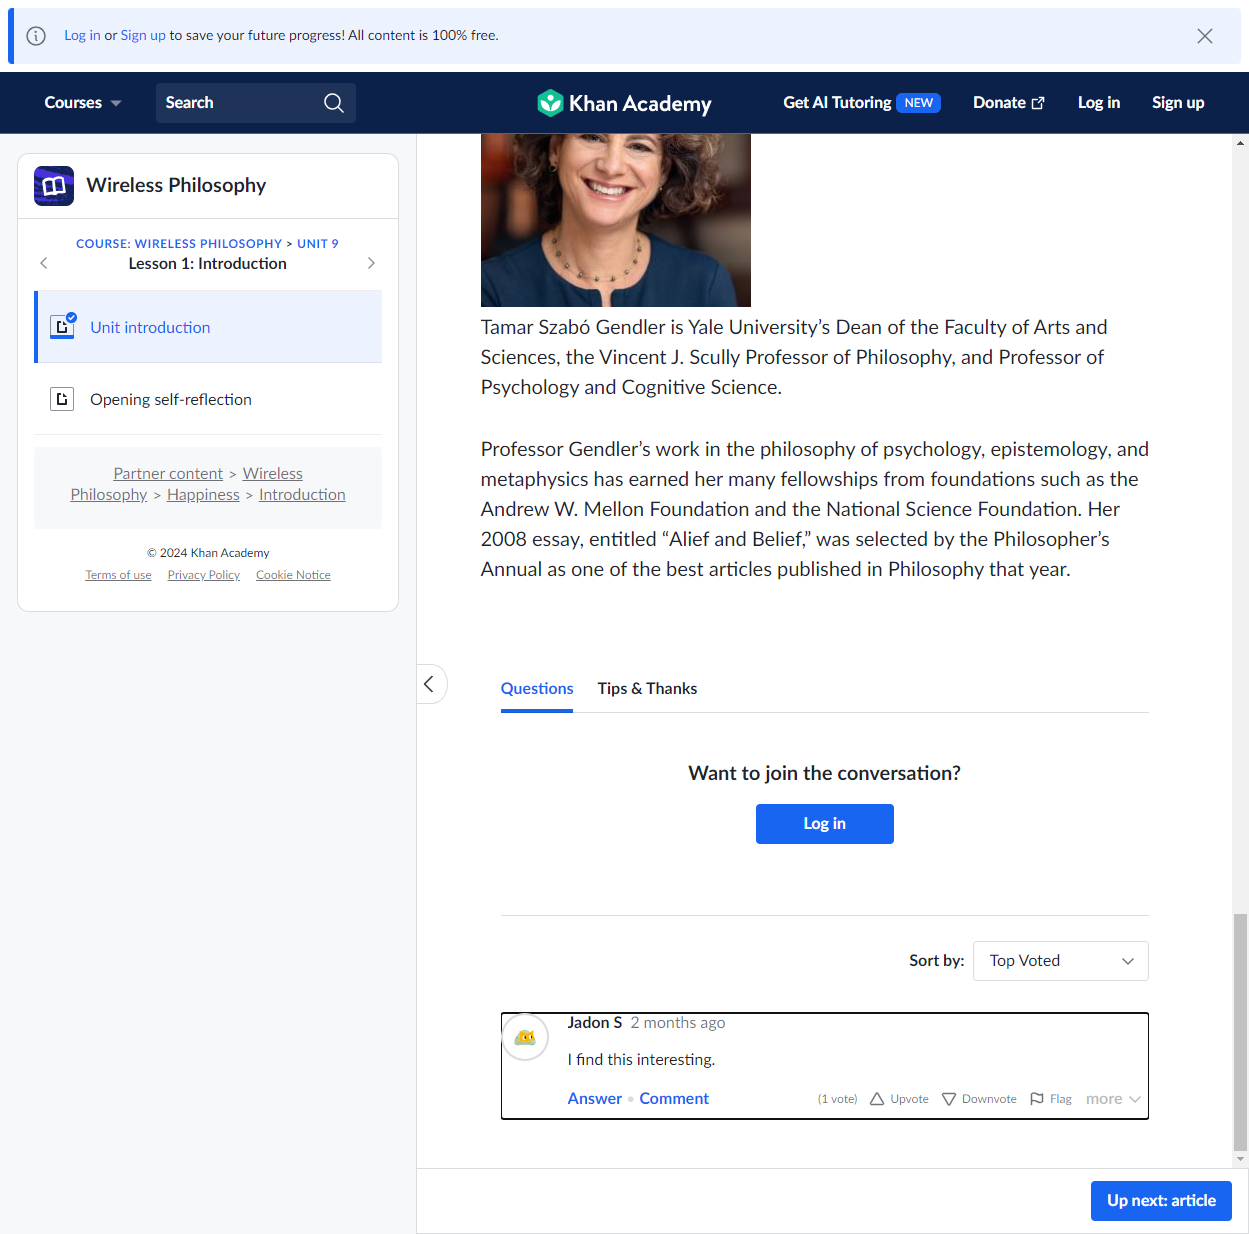 Log in or Sign up to save your future progress! All content is 100% free.
Courses
Search
Khan Academy
Get AI Tutoring NEW
Donate
Log in
Sign up
Wireless Philosophy
COURSE: WIRELESS PHILOSOPHY > UNIT 9
Lesson 1: Introduction
Unit introduction
Opening self-reflection
Partner content > Wireless
Philosophy > Happiness > Introduction
© 2024 Khan Academy
Terms of use Privacy Policy Cookie Notice
Tamar Szabó Gendler is Yale University’s Dean of the Faculty of Arts and
Sciences, the Vincent J. Scully Professor of Philosophy, and Professor of
Psychology and Cognitive Science.
Professor Gendler’s work in the philosophy of psychology, epistemology, and
metaphysics has earned her many fellowships from foundations such as the
Andrew W. Mellon Foundation and the National Science Foundation. Her
2008 essay, entitled “Alief and Belief,” was selected by the Philosopher’s
Annual as one of the best articles published in Philosophy that year.
Questions
Tips & Thanks
Want to join the conversation?
Log in
Sort by: Top Voted
Jadon S 2 months ago
I find this interesting.
Answer • Comment (1 vote) Upvote Downvote Flag more
Up next: article